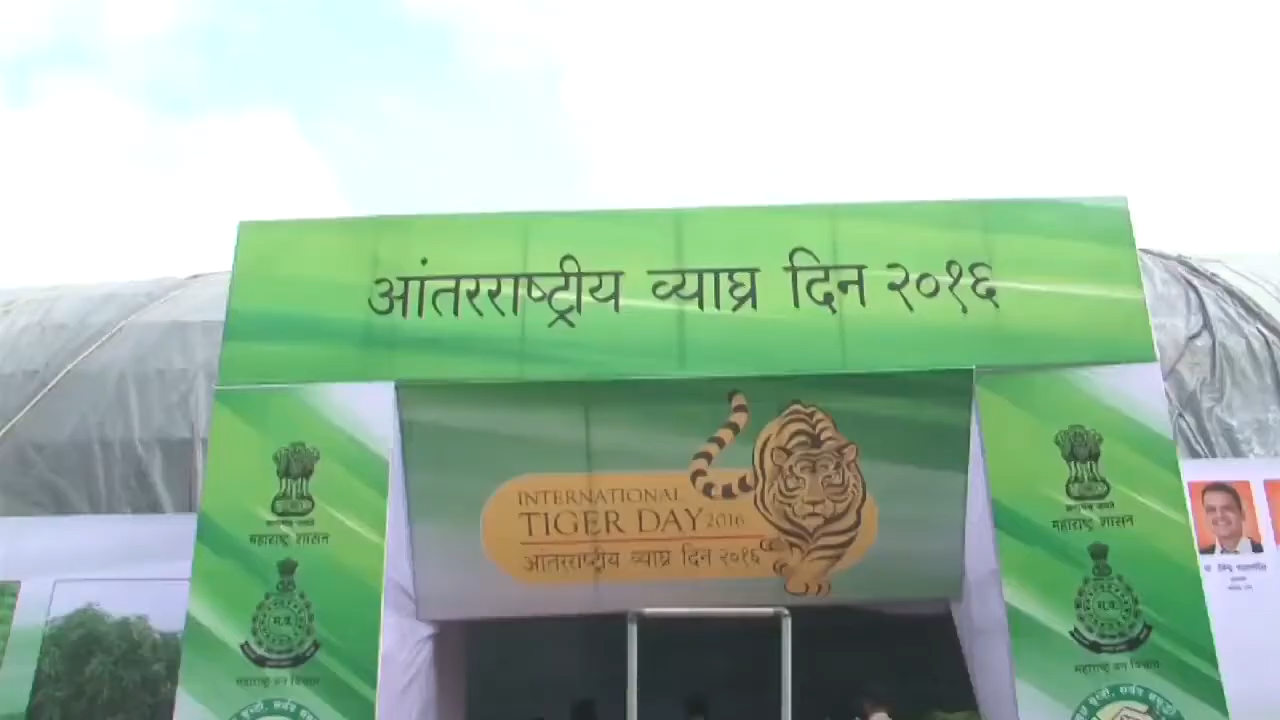 आंतरराष्ट्रीय व्याघ्र दिन २०१६
INTERNATIONAL
TIGER DAY 2016
आंतरराष्ट्रीय व्याघ्र दिन २०१६
महाराष्ट्र शासन
महाराष्ट्र वन विभाग
महाराष्ट्र शासन
म.व.
महाराष्ट्र वन विभाग